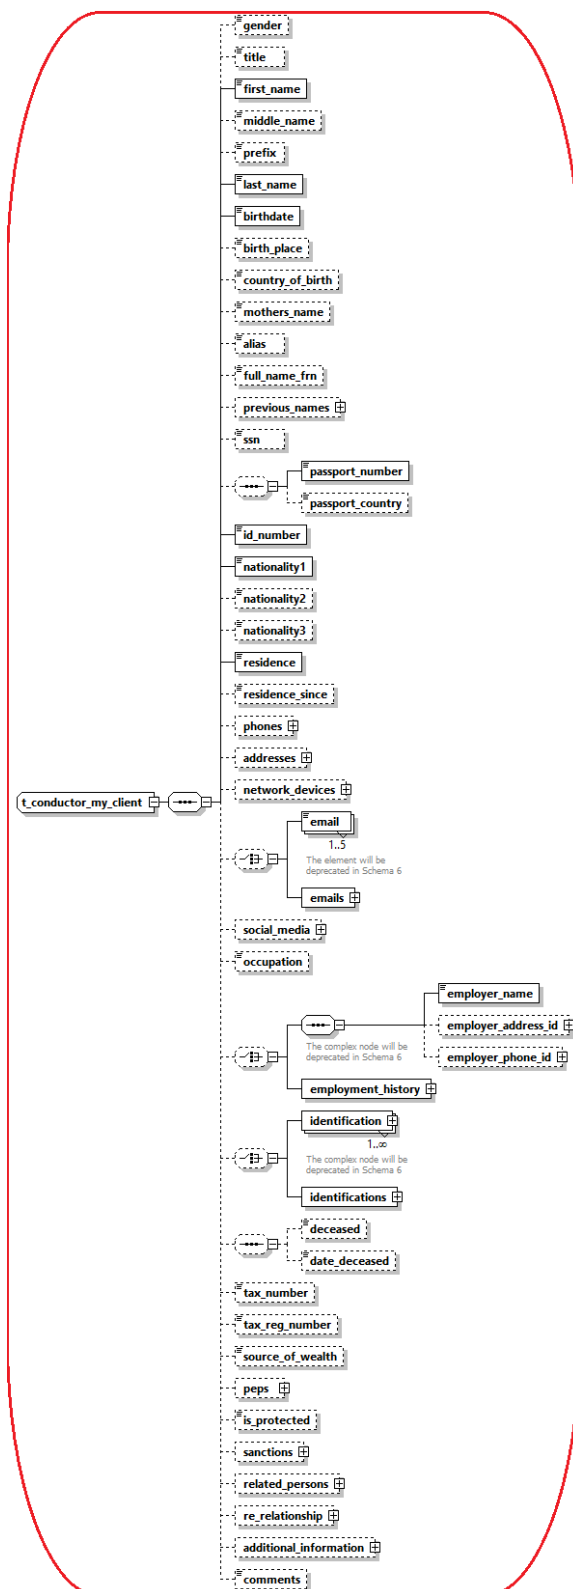 gender
title
first_name
middle_name
prefix
last_name
birthdate
birth_place
country_of_birth
mothers_name
alias
full_name_frn
previous_names
ssn
passport_number
passport_country
id_number
nationality1
nationality2
nationality3
residence
residence_since
phones
addresses
network_devices
t_conductor_my_client
email
1..5
The element will be
deprecated in Schema 6
emails
social_media
occupation
employer_name
employer_address_id
employer_phone_id
The complex node will be
deprecated in Schema 6
employment_history
identification
1..∞
The complex node will be
deprecated in Schema 6
identifications
deceased
date_deceased
tax_number
tax_reg_number
source_of_wealth
peps
is_protected
sanctions
related_persons
re_relationship
additional_information
comments